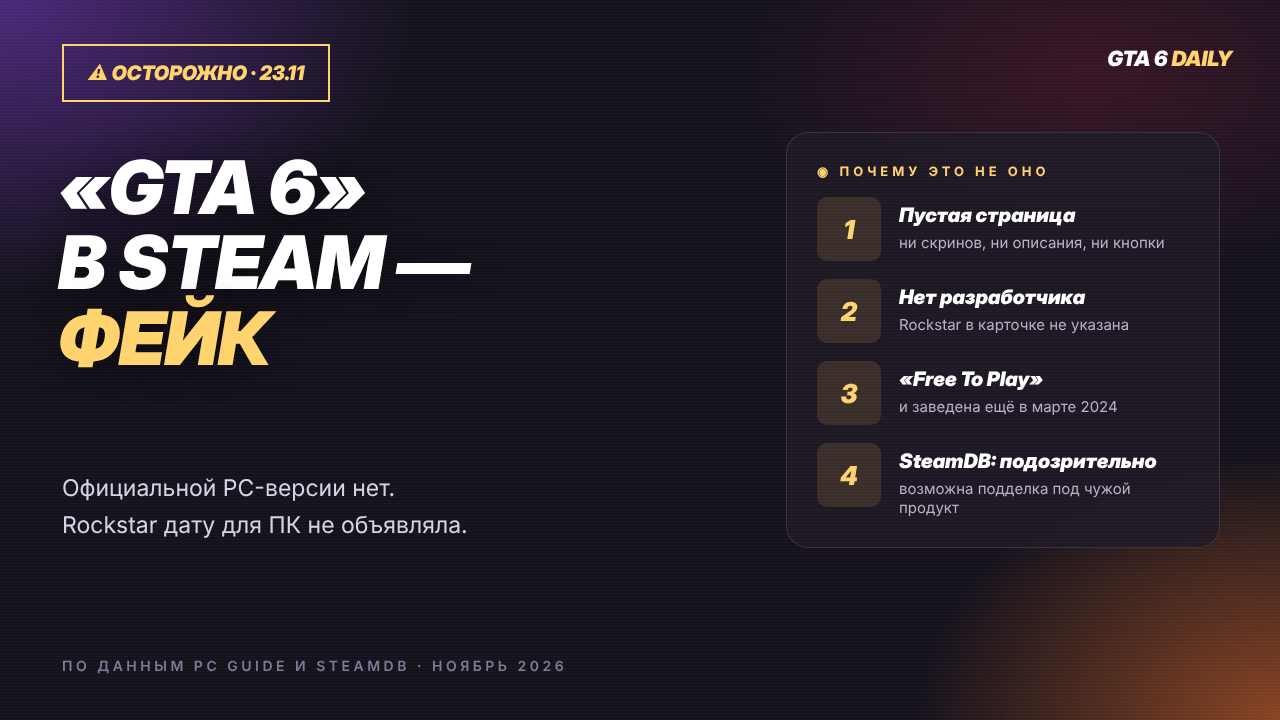 ⚠ ОСТОРОЖНО · 23.11
GTA 6 DAILY
«GTA 6»
В STEAM —
ФЕЙК
Официальной PC-версии нет.
Rockstar дату для ПК не объявляла.
◉ ПОЧЕМУ ЭТО НЕ ОНО
1
Пустая страница
ни скринов, ни описания, ни кнопки
2
Нет разработчика
Rockstar в карточке не указана
3
«Free To Play»
и заведена ещё в марте 2024
4
SteamDB: подозрительно
возможна подделка под чужой
продукт
ПО ДАННЫМ PC GUIDE И STEAMDB · НОЯБРЬ 2026